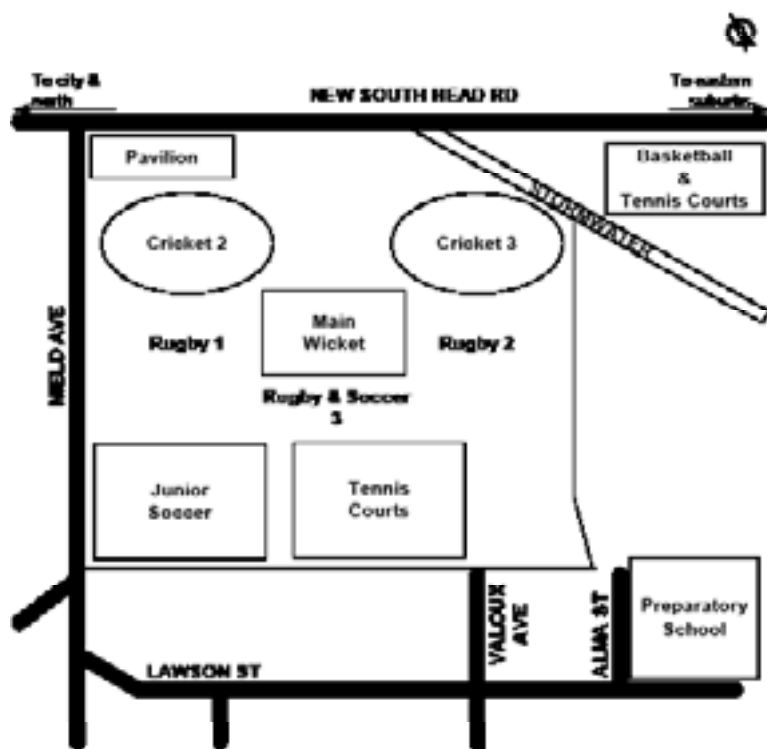 To city &
north
NEW SOUTH HEAD RD
To eastern
suburbs
Pavilion
Basketball
&
Tennis Courts
STORMWATER
Cricket 2
Cricket 3
Main
Wicket
Rugby 1
Rugby 2
NIELD AVE
Rugby & Soccer
3
Junior
Soccer
Tennis
Courts
VALOUX
AVE
ALMA ST
Preparatory
School
LAWSON ST